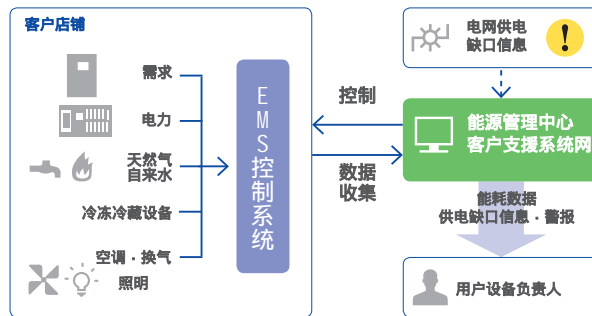 客户店铺
需求
电力
天然气
自来水
冷冻冷藏设备
空调·换气
照明
EMS控制系统
控制
数据
收集
电网供电
缺口信息
!
能源管理中心
客户支援系统网
能耗数据
供电缺口信息·警报
用户设备负责人